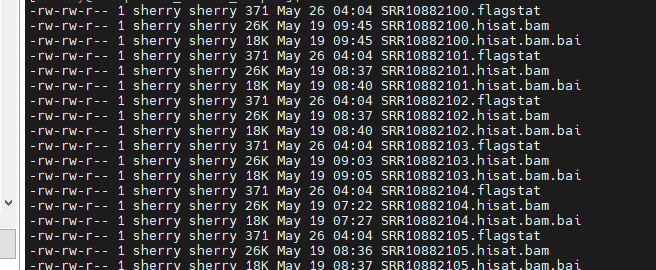 -rw-rw-r-- 1 sherry sherry 371 May 26 04:04 SRR10882100.flagstat
-rw-rw-r-- 1 sherry sherry 26K May 19 09:45 SRR10882100.hisat.bam
-rw-rw-r-- 1 sherry sherry 18K May 19 09:45 SRR10882100.hisat.bam.bai
-rw-rw-r-- 1 sherry sherry 371 May 26 04:04 SRR10882101.flagstat
-rw-rw-r-- 1 sherry sherry 26K May 19 08:37 SRR10882101.hisat.bam
-rw-rw-r-- 1 sherry sherry 18K May 19 08:40 SRR10882101.hisat.bam.bai
-rw-rw-r-- 1 sherry sherry 371 May 26 04:04 SRR10882102.flagstat
-rw-rw-r-- 1 sherry sherry 26K May 19 08:37 SRR10882102.hisat.bam
-rw-rw-r-- 1 sherry sherry 18K May 19 08:40 SRR10882102.hisat.bam.bai
-rw-rw-r-- 1 sherry sherry 371 May 26 04:04 SRR10882103.flagstat
-rw-rw-r-- 1 sherry sherry 26K May 19 09:03 SRR10882103.hisat.bam
-rw-rw-r-- 1 sherry sherry 18K May 19 09:05 SRR10882103.hisat.bam.bai
-rw-rw-r-- 1 sherry sherry 371 May 26 04:04 SRR10882104.flagstat
-rw-rw-r-- 1 sherry sherry 26K May 19 07:22 SRR10882104.hisat.bam
-rw-rw-r-- 1 sherry sherry 18K May 19 07:27 SRR10882104.hisat.bam.bai
-rw-rw-r-- 1 sherry sherry 371 May 26 04:04 SRR10882105.flagstat
-rw-rw-r-- 1 sherry sherry 26K May 19 08:36 SRR10882105.hisat.bam
-rw-rw-r-- 1 sherry sherry 18K May 19 08:37 SRR10882105.hisat.bam.bai